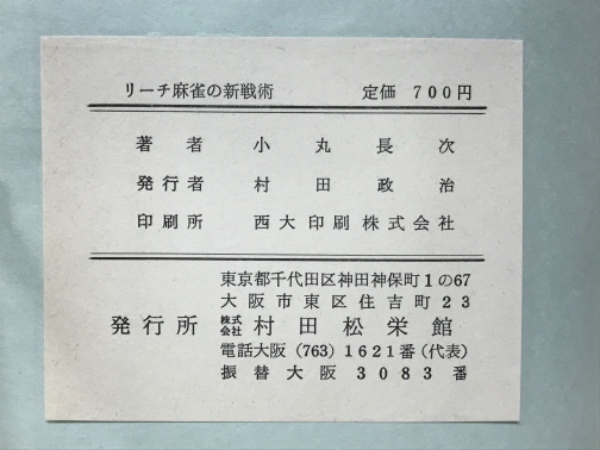 リーチ麻雀の新戦術 定価 700円
著者 小丸長次
発行者 村田政治
印刷所 西大印刷株式会社
東京都千代田区神田神保町1の67
大阪市東区住吉町23
発行所 株式会社 村田松栄館
電話大阪(763)1621番(代表)
振替大阪3083番